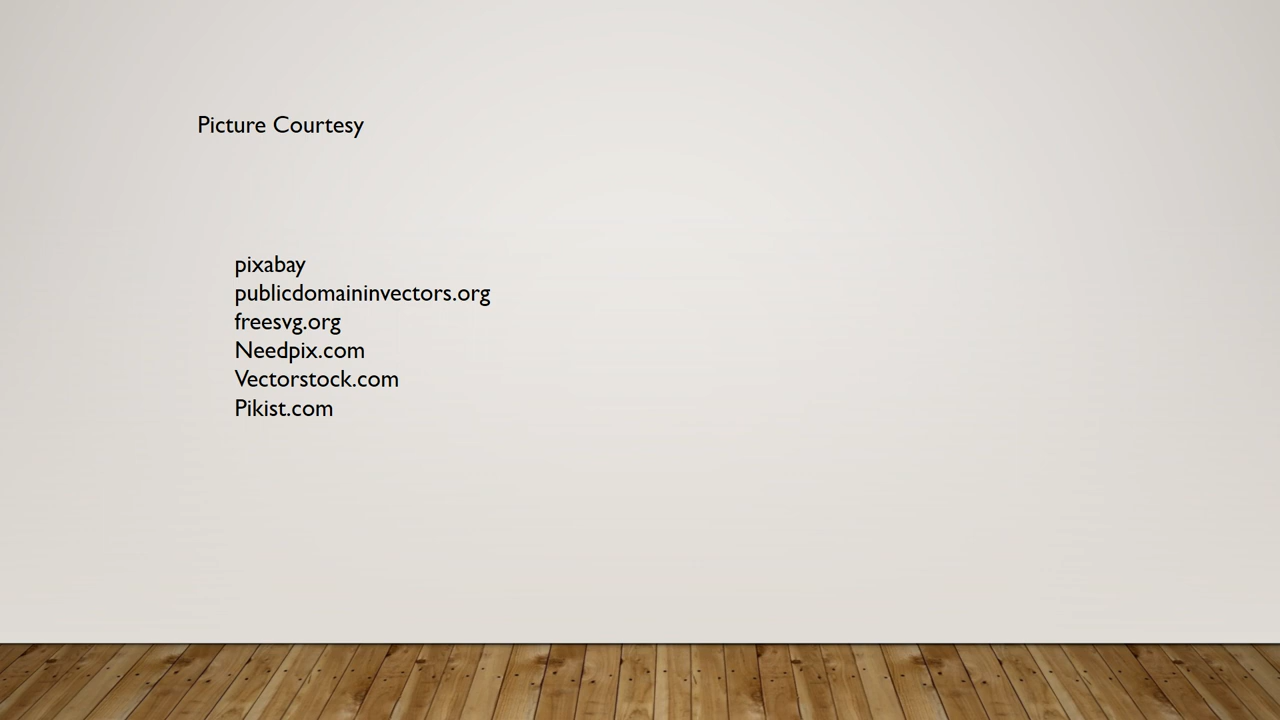 Picture Courtesy
pixabay
publicdomaininvectors.org
freesvg.org
Needpix.com
Vectorstock.com
Pikist.com